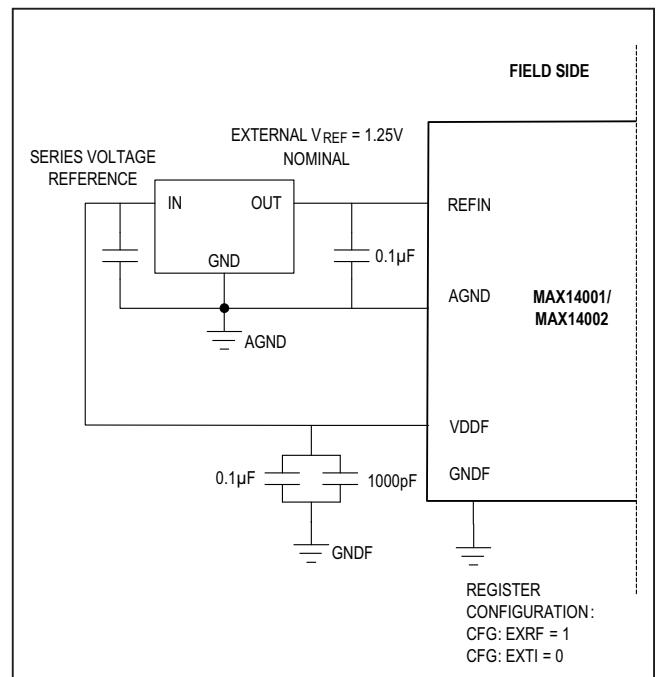 FIELD SIDE
EXTERNAL VREF = 1.25V
NOMINAL
SERIES VOLTAGE
REFERENCE
IN
OUT
GND
REFIN
0.1µF
AGND
MAX14001/
MAX14002
AGND
VDDF
GNDF
0.1µF
1000pF
GNDF
REGISTER
CONFIGURATION:
CFG: EXRF = 1
CFG: EXTI = 0